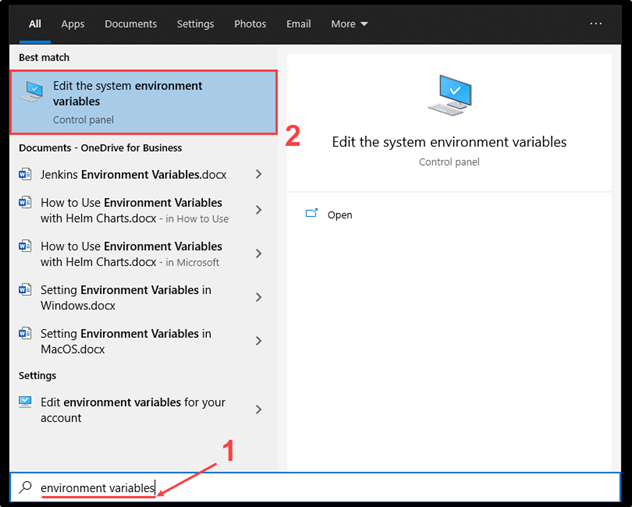 All Apps Documents Settings Photos Email More ...
Best match
Edit the system environment
variables
Control panel
2
Documents - OneDrive for Business
Jenkins Environment Variables.docx
How to Use Environment Variables
with Helm Charts.docx - in How to Use
How to Use Environment Variables
with Helm Charts.docx - in Microsoft
Setting Environment Variables in
Windows.docx
Setting Environment Variables in
MacOS.docx
Settings
Edit environment variables for your
account
Edit the system environment variables
Control panel
Open
1
environment variables